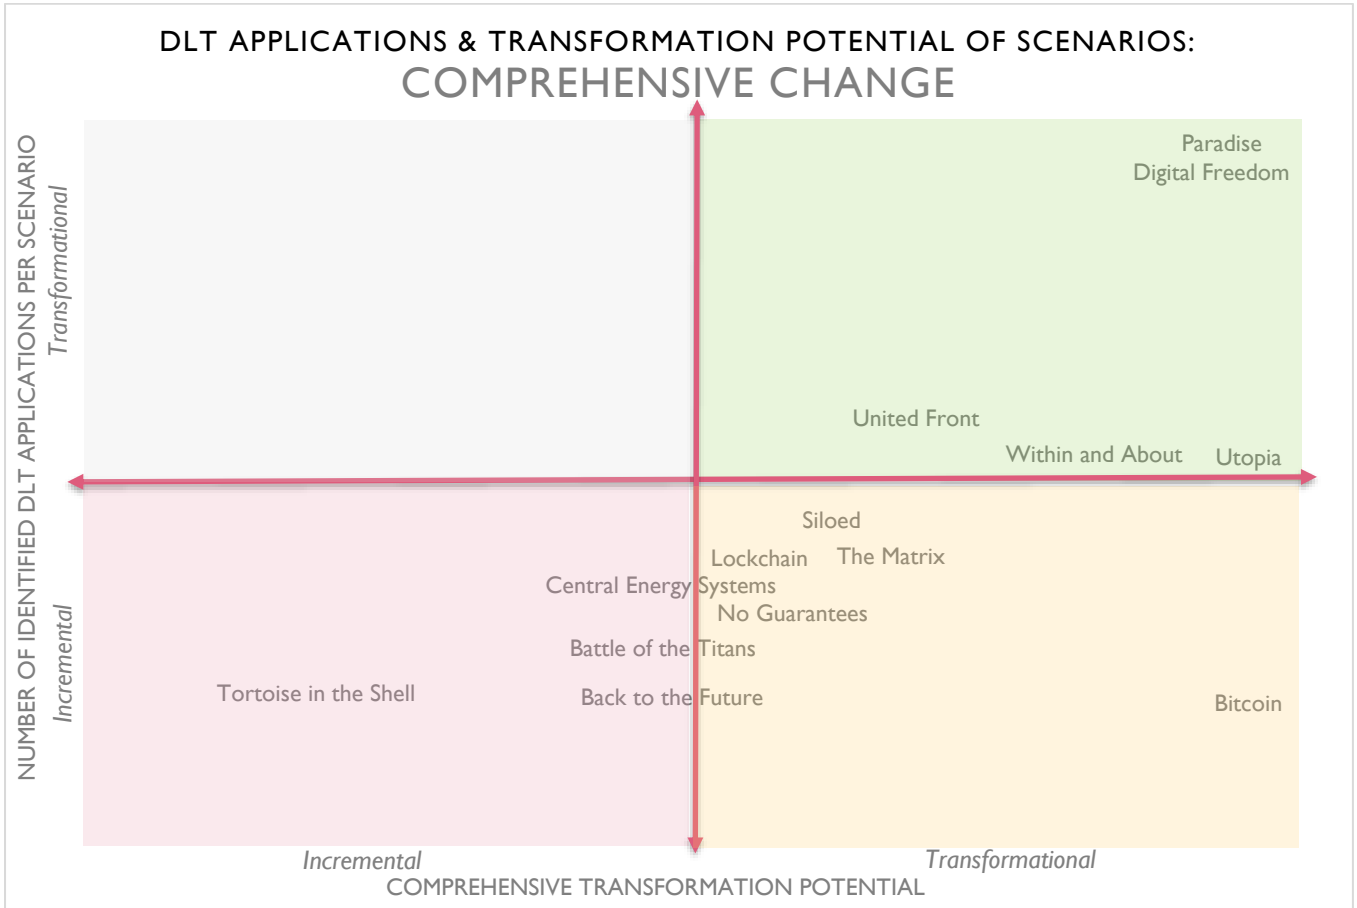 DLT APPLICATIONS & TRANSFORMATION POTENTIAL OF SCENARIOS:
COMPREHENSIVE CHANGE
NUMBER OF IDENTIFIED DLT APPLICATIONS PER SCENARIO
Transformational
Incremental
Paradise
Digital Freedom
United Front
Within and About
Utopia
Siloed
Lockchain
The Matrix
Central Energy Systems
No Guarantees
Battle of the Titans
Tortoise in the Shell
Back to the Future
Bitcoin
Incremental
Transformational
COMPREHENSIVE TRANSFORMATION POTENTIAL